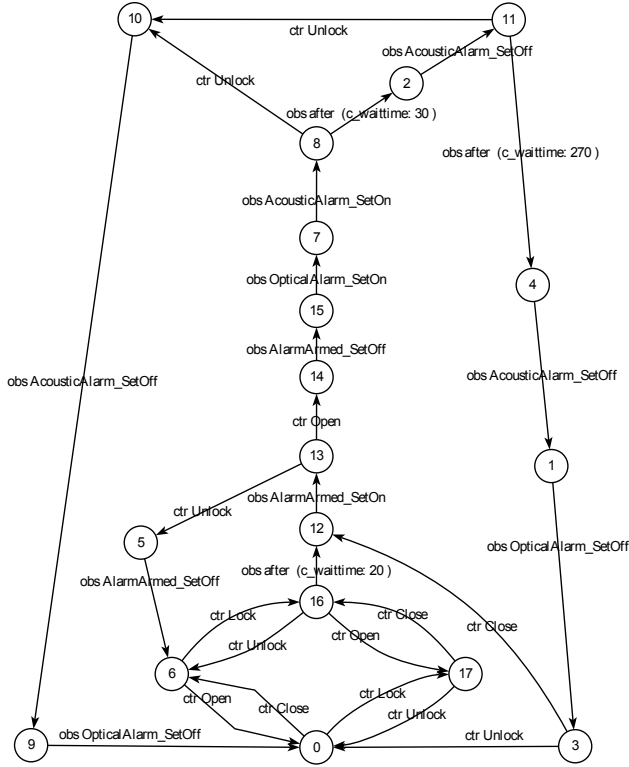 10
11
ctr Unlock
obs AcousticAlarm_SetOff
ctr Unlock
2
obs after (c_waittime: 30 )
8
obs after (c_waittime: 270 )
obs AcousticAlarm_SetOn
7
obs OpticalAlarm_SetOn
4
15
obs AlarmArmed_SetOff
14
obs AcousticAlarm_SetOff
obs AcousticAlarm_SetOff
ctr Open
13
1
obs AlarmArmed_SetOn
ctr Unlock
12
5
obs OpticalAlarm_SetOff
obs after (c_waittime: 20 )
obs AlarmArmed_SetOff
16
ctr Lock
ctr Close
ctr Close
ctr Open
ctr Unlock
6
17
ctr Open
ctr Lock
ctr Close
ctr Unlock
obs OpticalAlarm_SetOff
ctr Unlock
9
0
3